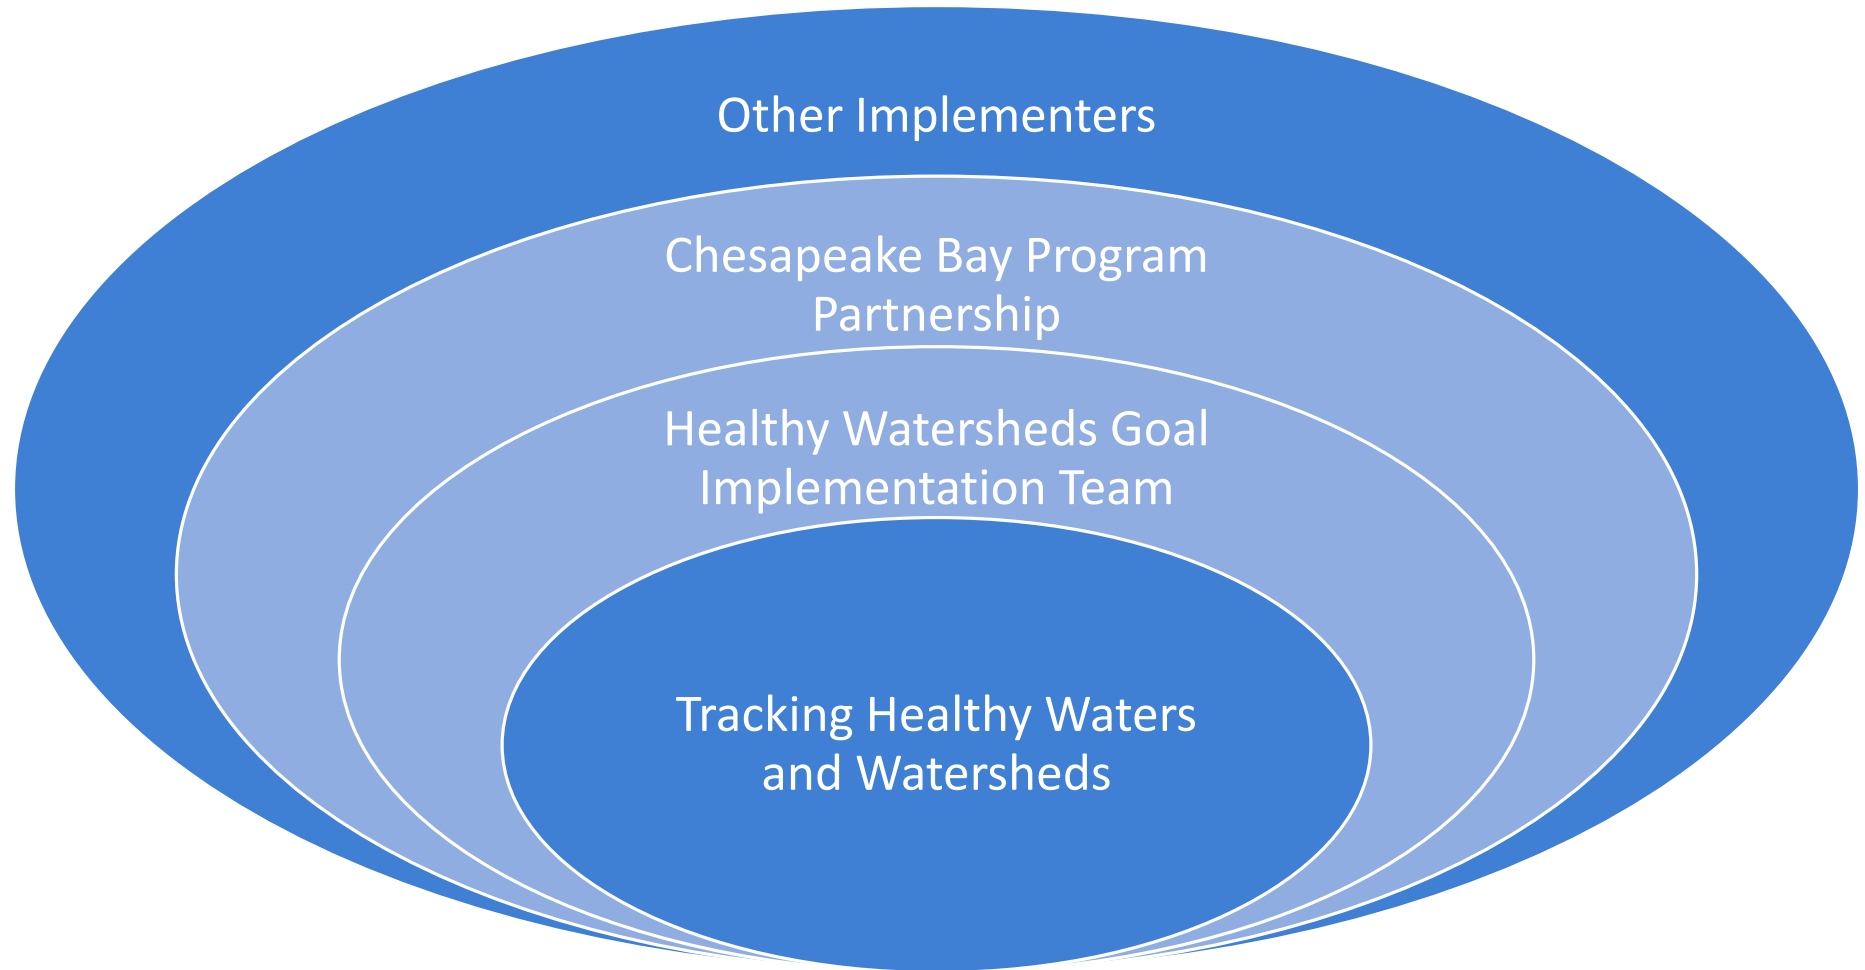 Other Implementers
Chesapeake Bay Program
Partnership
Healthy Watersheds Goal
Implementation Team
Tracking Healthy Waters
and Watersheds